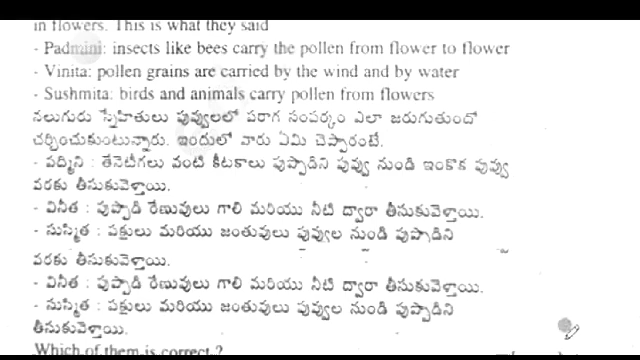 in flowers. This is what they said
- Padmini: insects like bees carry the pollen from flower to flower
- Vinita: pollen grains are carried by the wind and by water
- Sushmita: birds and animals carry pollen from flowers
నలుగురు స్నేహితులు పువ్వులలో పరాగ సంపర్కం ఎలా జరుగుతుందో
చర్చించుకుంటున్నారు. ఇందులో వారు ఏమి చెప్పారంటే.
- పద్మిని : తేనెటీగలు వంటి కీటకాలు పుప్పొడిని పువ్వు నుండి ఇంకొక పువ్వు
వరకు తీసుకువెళ్తాయి.
- వినీత : పుప్పొడి రేణువులు గాలి మరియు నీటి ద్వారా తీసుకువెళ్తాయి.
- సుస్మిత : పక్షులు మరియు జంతువులు పువ్వుల నుండి పుప్పొడిని
వరకు తీసుకువెళ్తాయి.
- వినీత : పుప్పొడి రేణువులు గాలి మరియు నీటి ద్వారా తీసుకువెళ్తాయి.
- సుస్మిత : పక్షులు మరియు జంతువులు పువ్వుల నుండి పుప్పొడిని
తీసుకువెళ్తాయి.
Which of them is correct ?